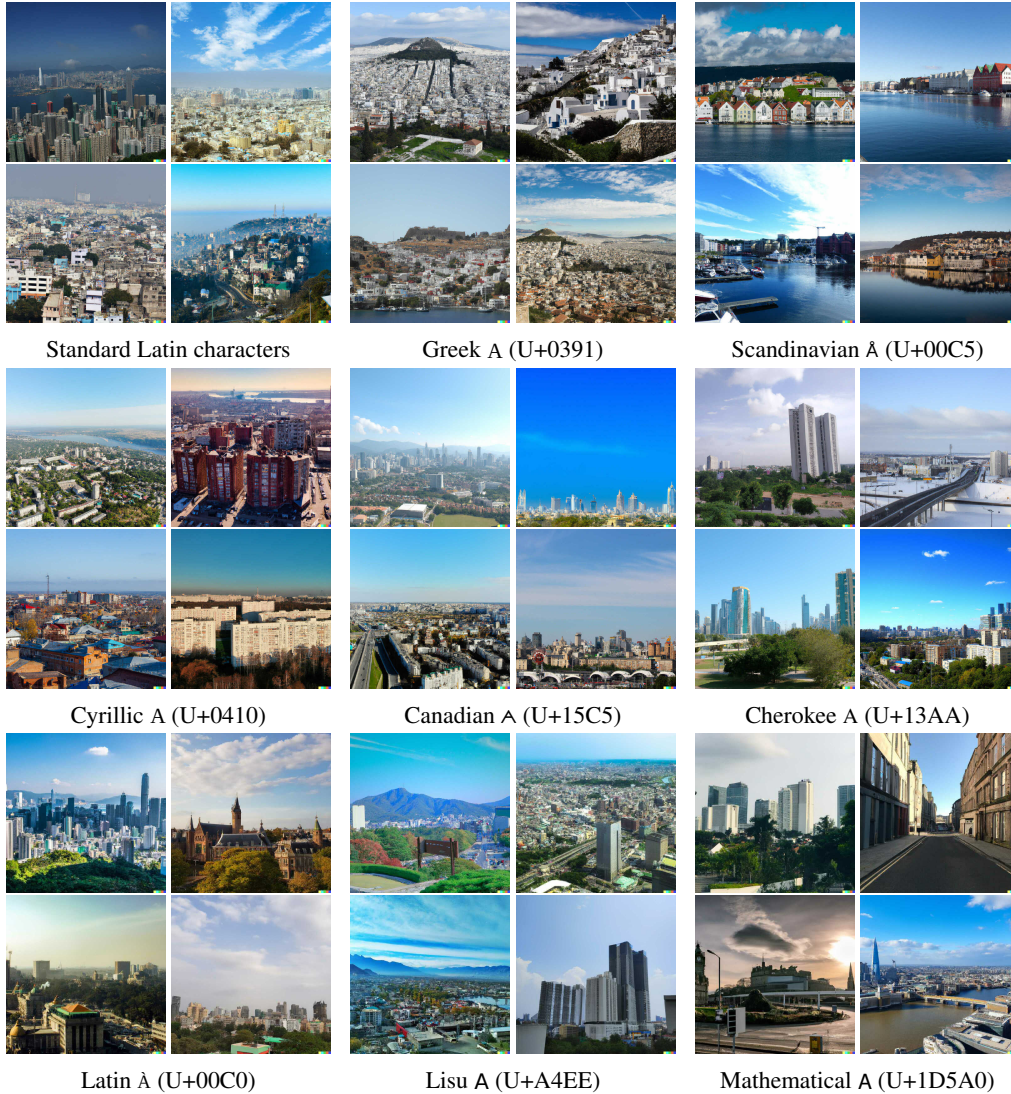 Standard Latin characters
Greek Α (U+0391)
Scandinavian Å (U+00C5)
Cyrillic А (U+0410)
Canadian ᗅ (U+15C5)
Cherokee Ꭺ (U+13AA)
Latin À (U+00C0)
Lisu ꓮ (U+A4EE)
Mathematical 𝖠 (U+1D5A0)